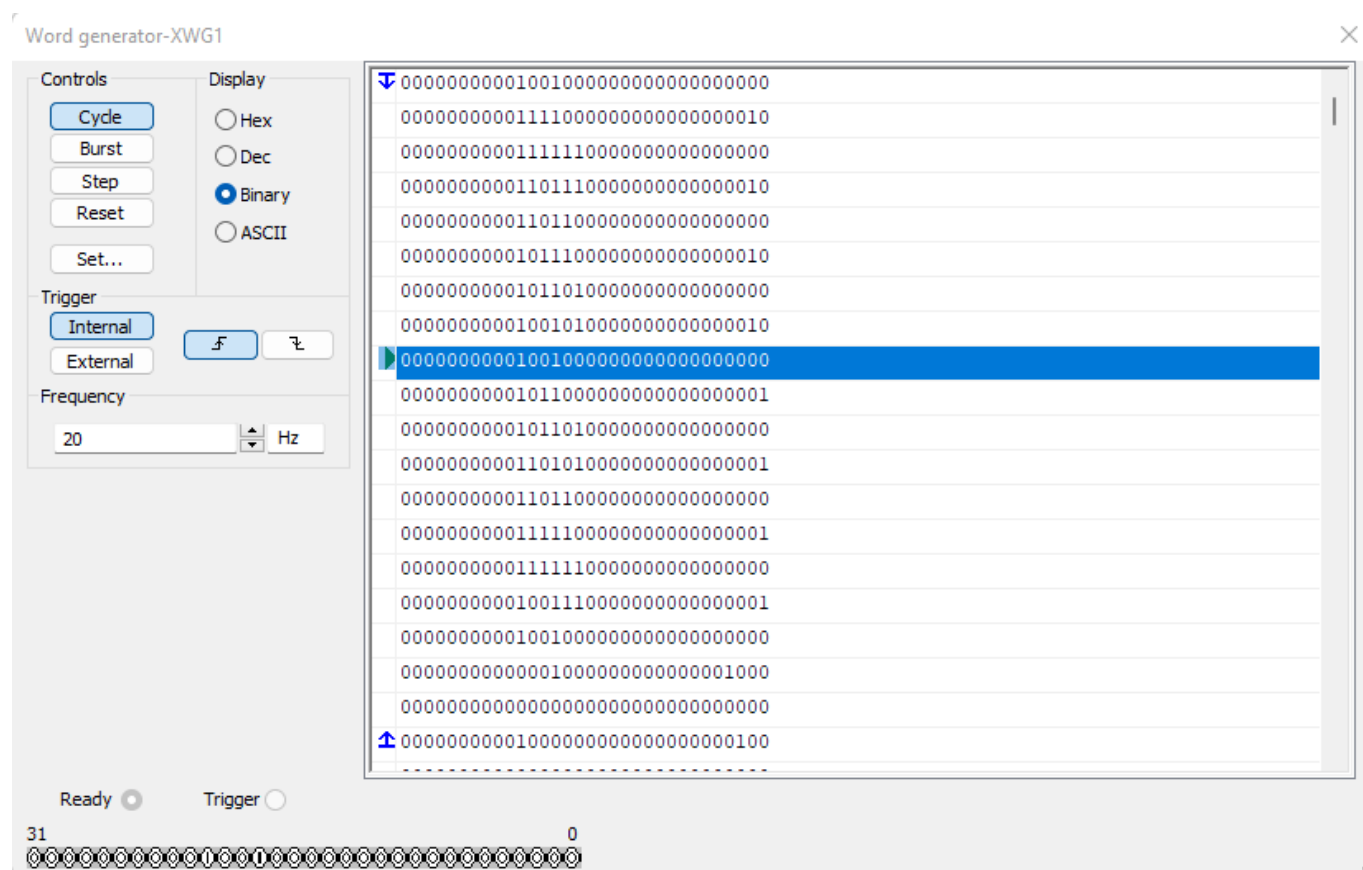 Word generator-XWG1
Controls
Cycle
Burst
Step
Reset
Set...
Display
Hex
Dec
Binary
ASCII
Trigger
Internal
External
Frequency
20 Hz
00000000001001000000000000000000
00000000001111000000000000000010
00000000001111110000000000000000
00000000001101110000000000000010
00000000001101100000000000000000
00000000001011100000000000000010
00000000001011010000000000000000
00000000001001010000000000000010
00000000001001000000000000000000
00000000001011000000000000000001
00000000001011010000000000000000
00000000001101010000000000000001
00000000001101100000000000000000
00000000001111100000000000000001
00000000001111110000000000000000
00000000001001110000000000000001
00000000001001000000000000000000
00000000000001000000000000001000
00000000000000000000000000000000
00000000001000000000000000000100
Ready Trigger
31 0